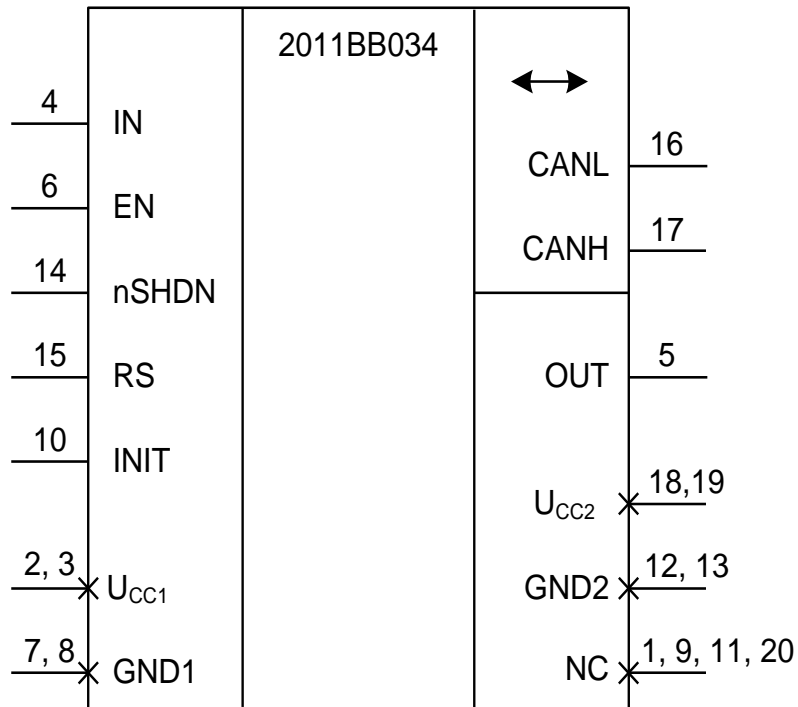 2011BB034
4
IN
6
EN
14
nSHDN
15
RS
10
INIT
2, 3
UCC1
7, 8
GND1
CANL
16
CANH
17
OUT
5
UCC2
18,19
GND2
12, 13
NC
1, 9, 11, 20